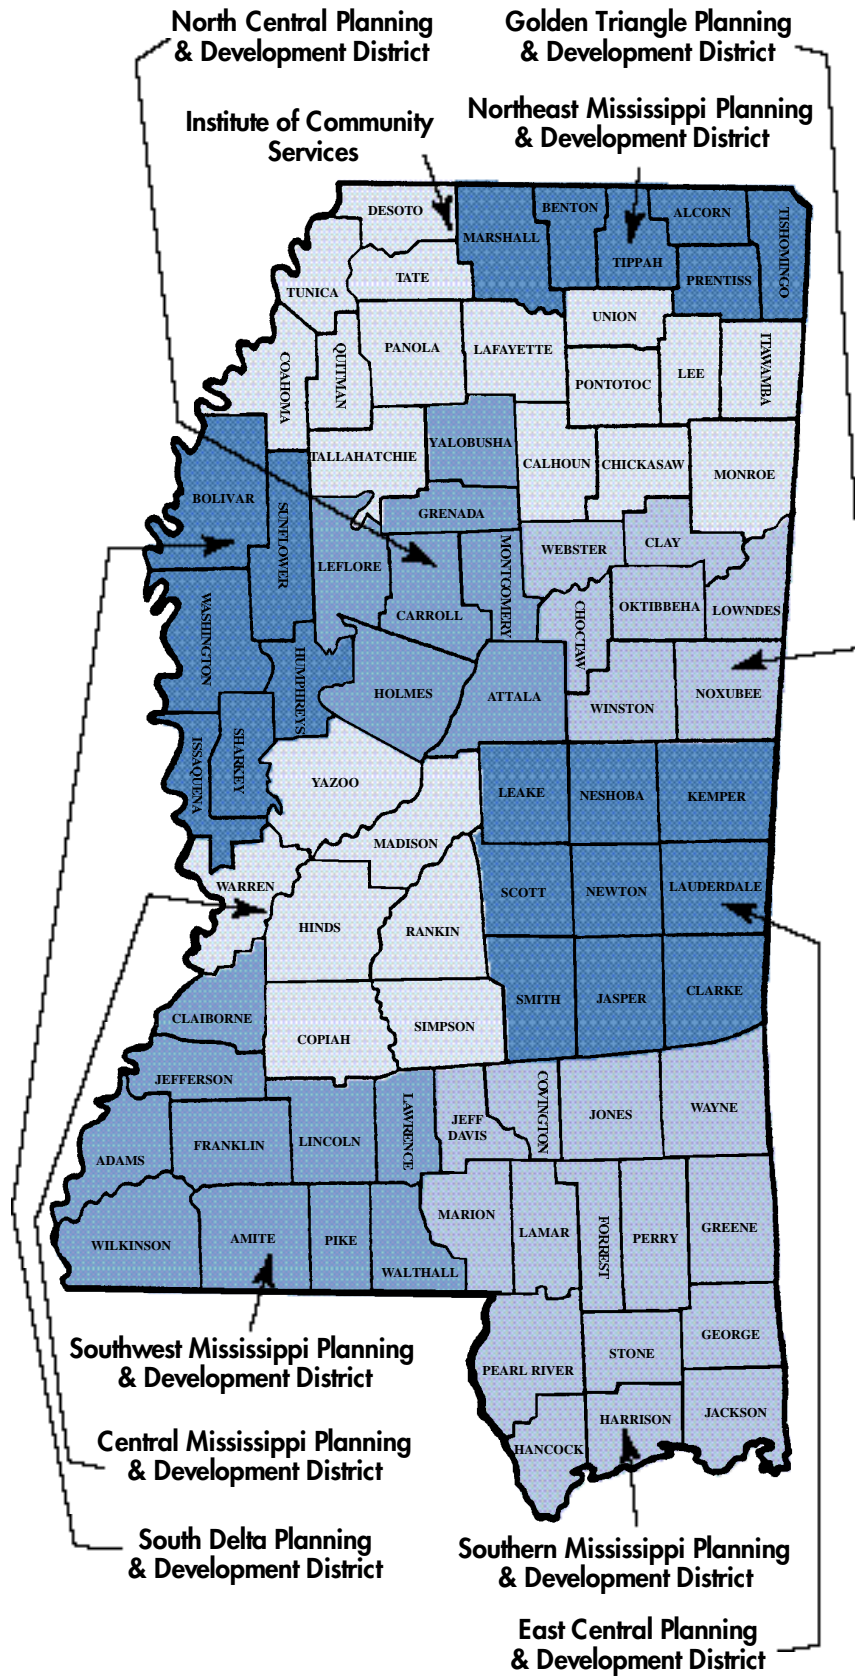 North Central Planning
& Development District
Golden Triangle Planning
& Development District
Institute of Community
Services
Northeast Mississippi Planning
& Development District
DESOTO
MARSHALL
BENTON
TIPPAH
ALCORN
PRENTISS
TISHOMINGO
TUNICA
TATE
UNION
COAHOMA
QUITMAN
PANOLA
LAFAYETTE
PONTOTOC
LEE
ITAWAMBA
TALLAHATCHIE
YALOBUSHA
CALHOUN
CHICKASAW
MONROE
BOLIVAR
SUNFLOWER
LEFLORE
GRENADA
CARROLL
MONTGOMERY
WEBSTER
CLAY
CHOCTAW
OKTIBBEHA
LOWNDES
WASHINGTON
HUMPHREYS
HOLMES
ATTALA
WINSTON
NOXUBEE
ISSAQUENA
SHARKEY
YAZOO
MADISON
LEAKE
NESHOBA
KEMPER
WARREN
HINDS
RANKIN
SCOTT
NEWTON
LAUDERDALE
CLAIBORNE
COPIAH
SIMPSON
SMITH
JASPER
CLARKE
JEFFERSON
ADAMS
FRANKLIN
LINCOLN
LAWRENCE
JEFF
DAVIS
COVINGTON
JONES
WAYNE
WILKINSON
AMITE
PIKE
WALTHALL
MARION
LAMAR
FORREST
PERRY
GREENE
PEARL RIVER
STONE
GEORGE
HANCOCK
HARRISON
JACKSON
Southwest Mississippi Planning
& Development District
Central Mississippi Planning
& Development District
South Delta Planning
& Development District
Southern Mississippi Planning
& Development District
East Central Planning
& Development District